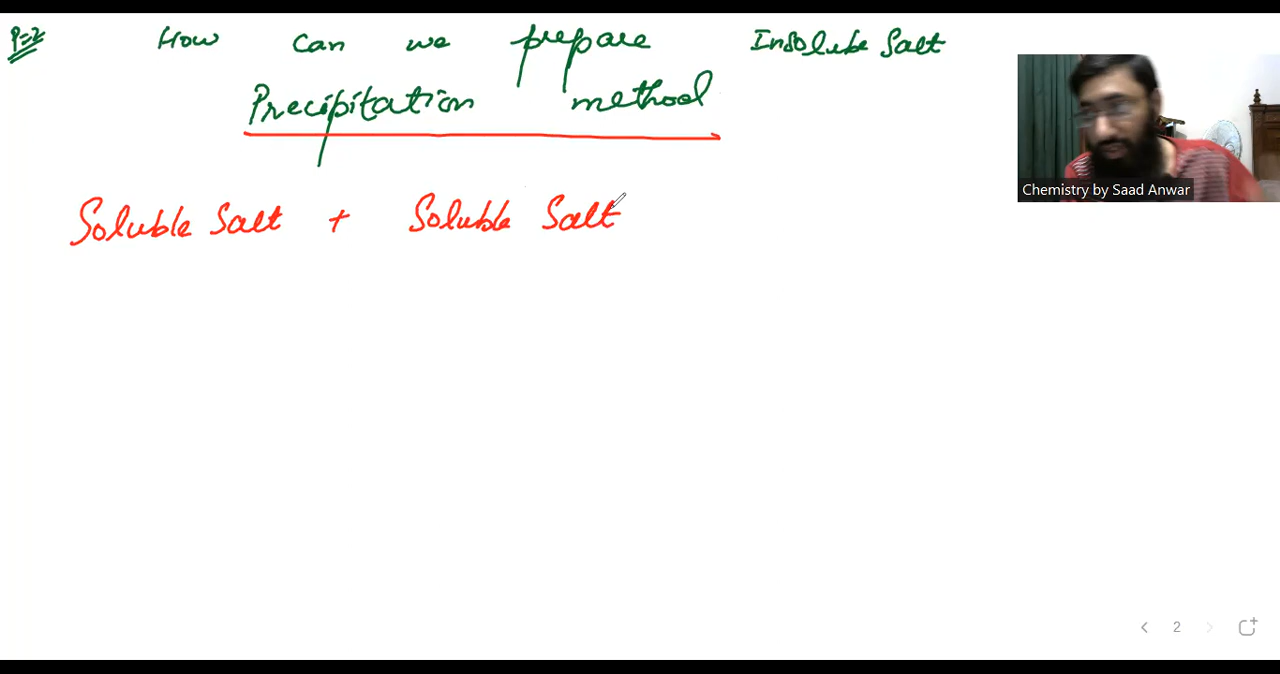 P=2 How can we prepare Insoluble Salt
Precipitation method
Soluble Salt + Soluble Salt
Chemistry by Saad Anwar
2